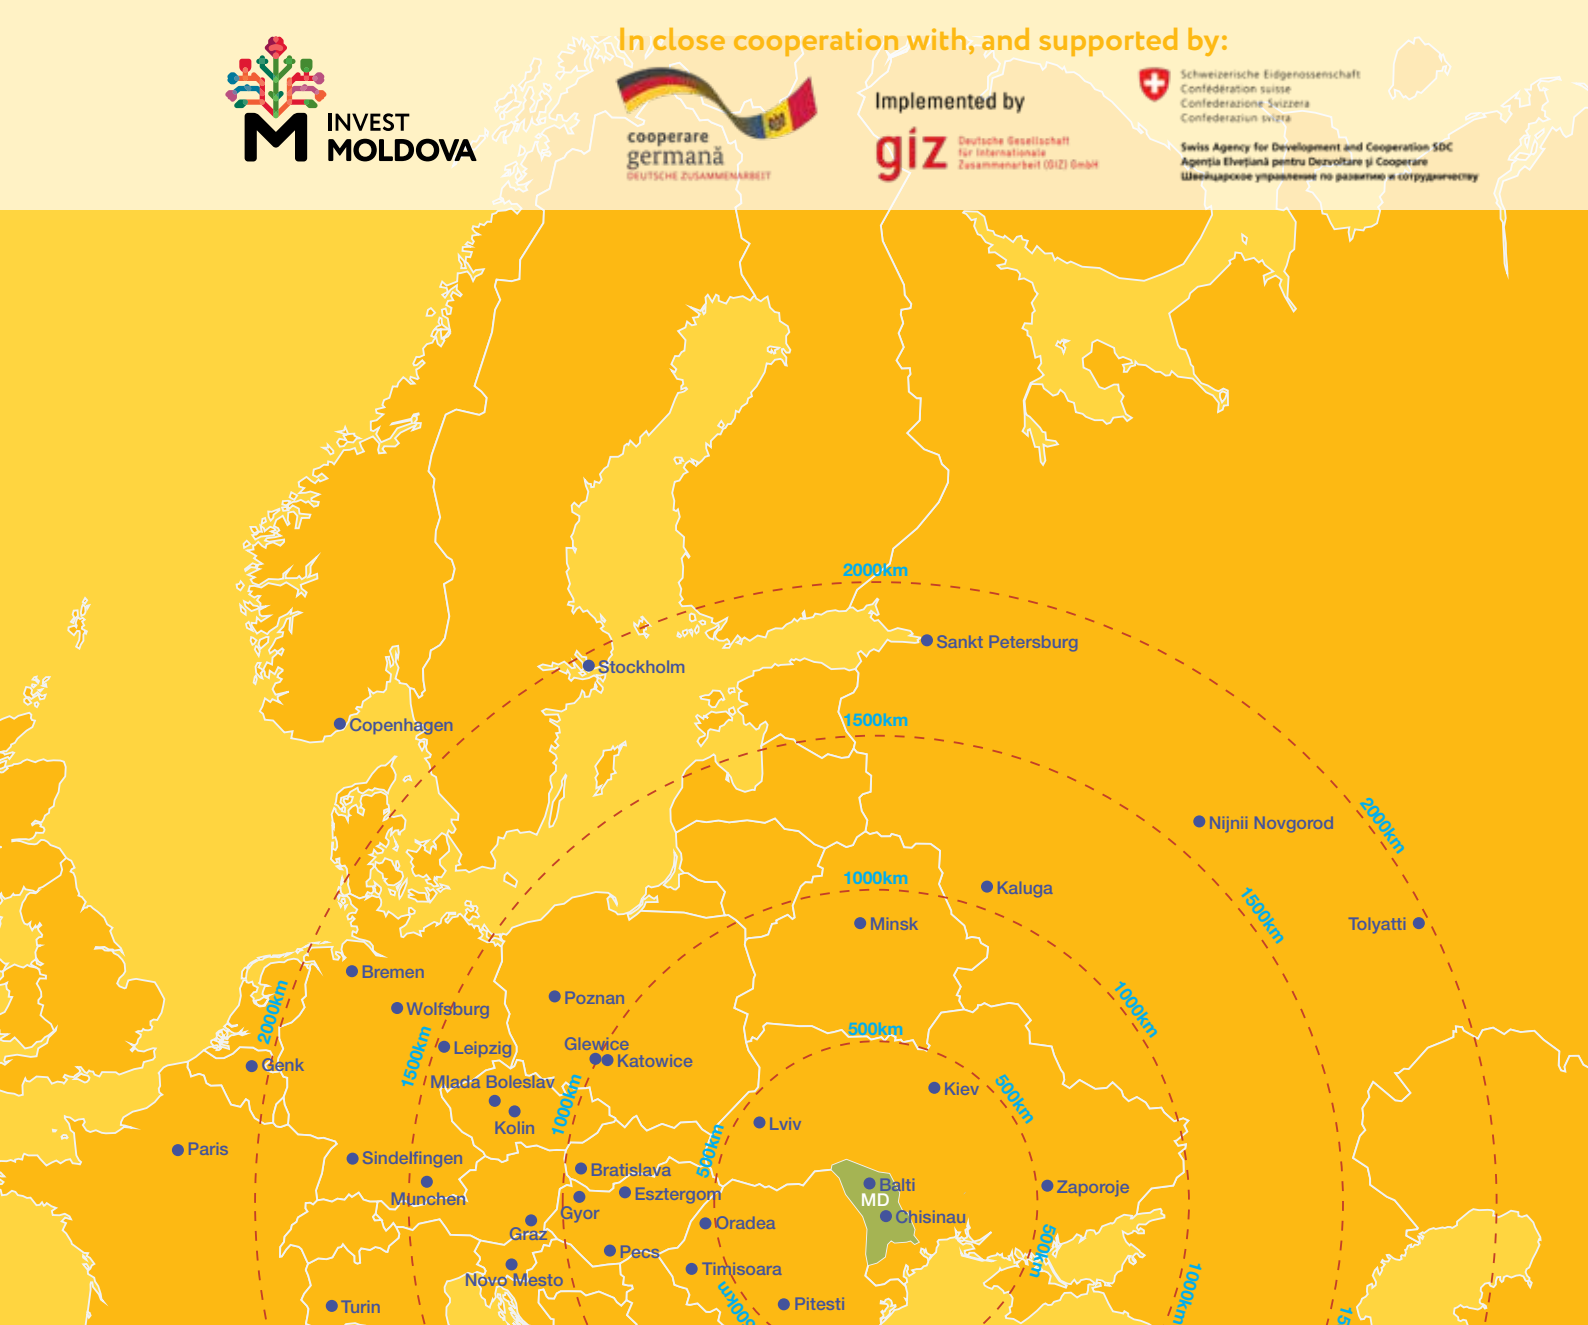 In close cooperation with, and supported by:
INVEST
MOLDOVA
cooperare
germană
DEUTSCHE ZUSAMMENARBEIT
Implemented by
giz
Deutsche Gesellschaft
für Internationale
Zusammenarbeit (GIZ) GmbH
Schweizerische Eidgenossenschaft
Confédération suisse
Confederazione Svizzera
Confederaziun svizra
Swiss Agency for Development and Cooperation SDC
Agenția Elvețiană pentru Dezvoltare și Cooperare
Швейцарское управление по развитию и сотрудничеству
2000km
Sankt Petersburg
Stockholm
1500km
Copenhagen
2000km
Nijnii Novgorod
1000km
Kaluga
1500km
Minsk
Tolyatti
Bremen
Poznan
2000km
Wolfsburg
1000km
500km
Glewice
Leipzig
1500km
Katowice
Genk
Mlada Boleslav
Kiev
500km
1000km
Kolin
Lviv
Paris
500km
Sindelfingen
Bratislava
Balti
Zaporoje
Munchen
Esztergom
MD
Gyor
Chisinau
Oradea
Graz
Pecs
500km
Timisoara
Novo Mesto
1000km
500km
Pitesti
Turin
15